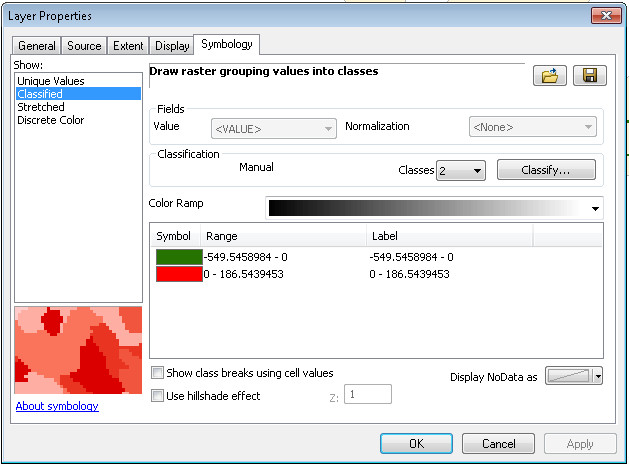 Layer Properties
General Source Extent Display Symbology
Show:
Unique Values
Classified
Stretched
Discrete Color
About symbology
Draw raster grouping values into classes
Fields
Value <VALUE> Normalization <None>
Classification
Manual Classes 2 Classify...
Color Ramp
Symbol Range Label
-549.5458984 - 0 -549.5458984 - 0
0 - 186.5439453 0 - 186.5439453
Show class breaks using cell values
Display NoData as
Use hillshade effect Z: 1
OK Cancel Apply